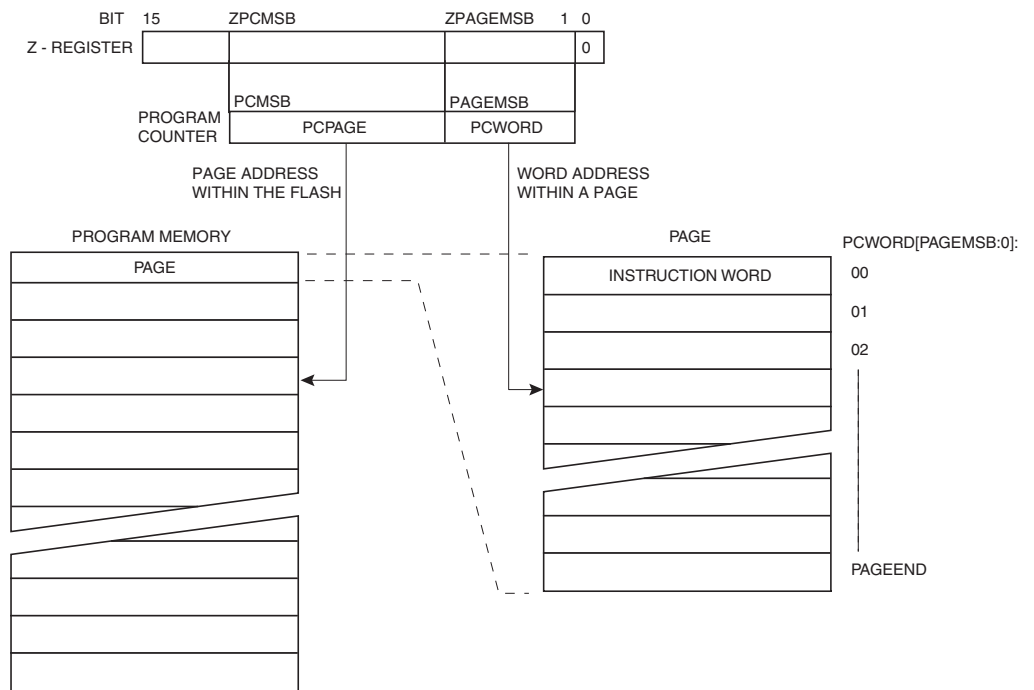 BIT 15 ZPCMSB ZPAGEMSB 1 0
Z - REGISTER 0
PCMSB PAGEMSB
PROGRAM
COUNTER
PCPAGE PCWORD
PAGE ADDRESS
WITHIN THE FLASH
WORD ADDRESS
WITHIN A PAGE
PROGRAM MEMORY
PAGE
PAGE
PCWORD[PAGEMSB:0]:
INSTRUCTION WORD
00
01
02
PAGEEND